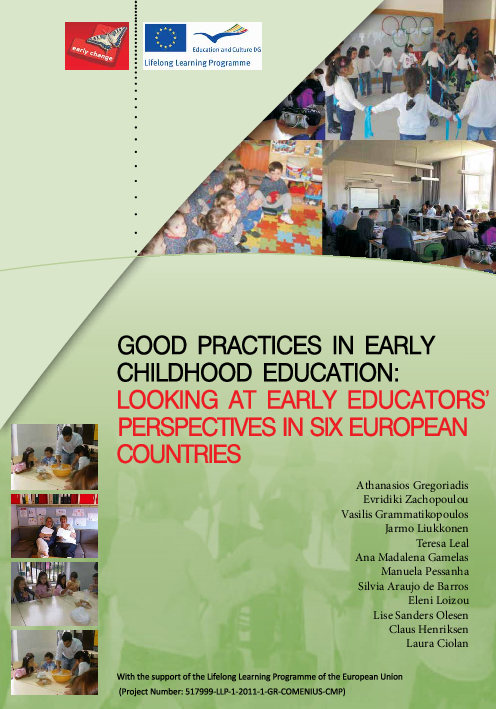 early change
Education and Culture DG
Lifelong Learning Programme
GOOD PRACTICES IN EARLY
CHILDHOOD EDUCATION:
LOOKING AT EARLY EDUCATORS'
PERSPECTIVES IN SIX EUROPEAN
COUNTRIES
Athanasios Gregoriadis
Evridiki Zachopoulou
Vasilis Grammatikopoulos
Jarmo Liukkonen
Teresa Leal
Ana Madalena Gamelas
Manuela Pessanha
Silvia Araujo de Barros
Eleni Loizou
Lise Sanders Olesen
Claus Henriksen
Laura Ciolan
With the support of the Lifelong Learning Programme of the European Union
(Project Number: 517999-LLP-1-2011-1-GR-COMENIUS-CMP)